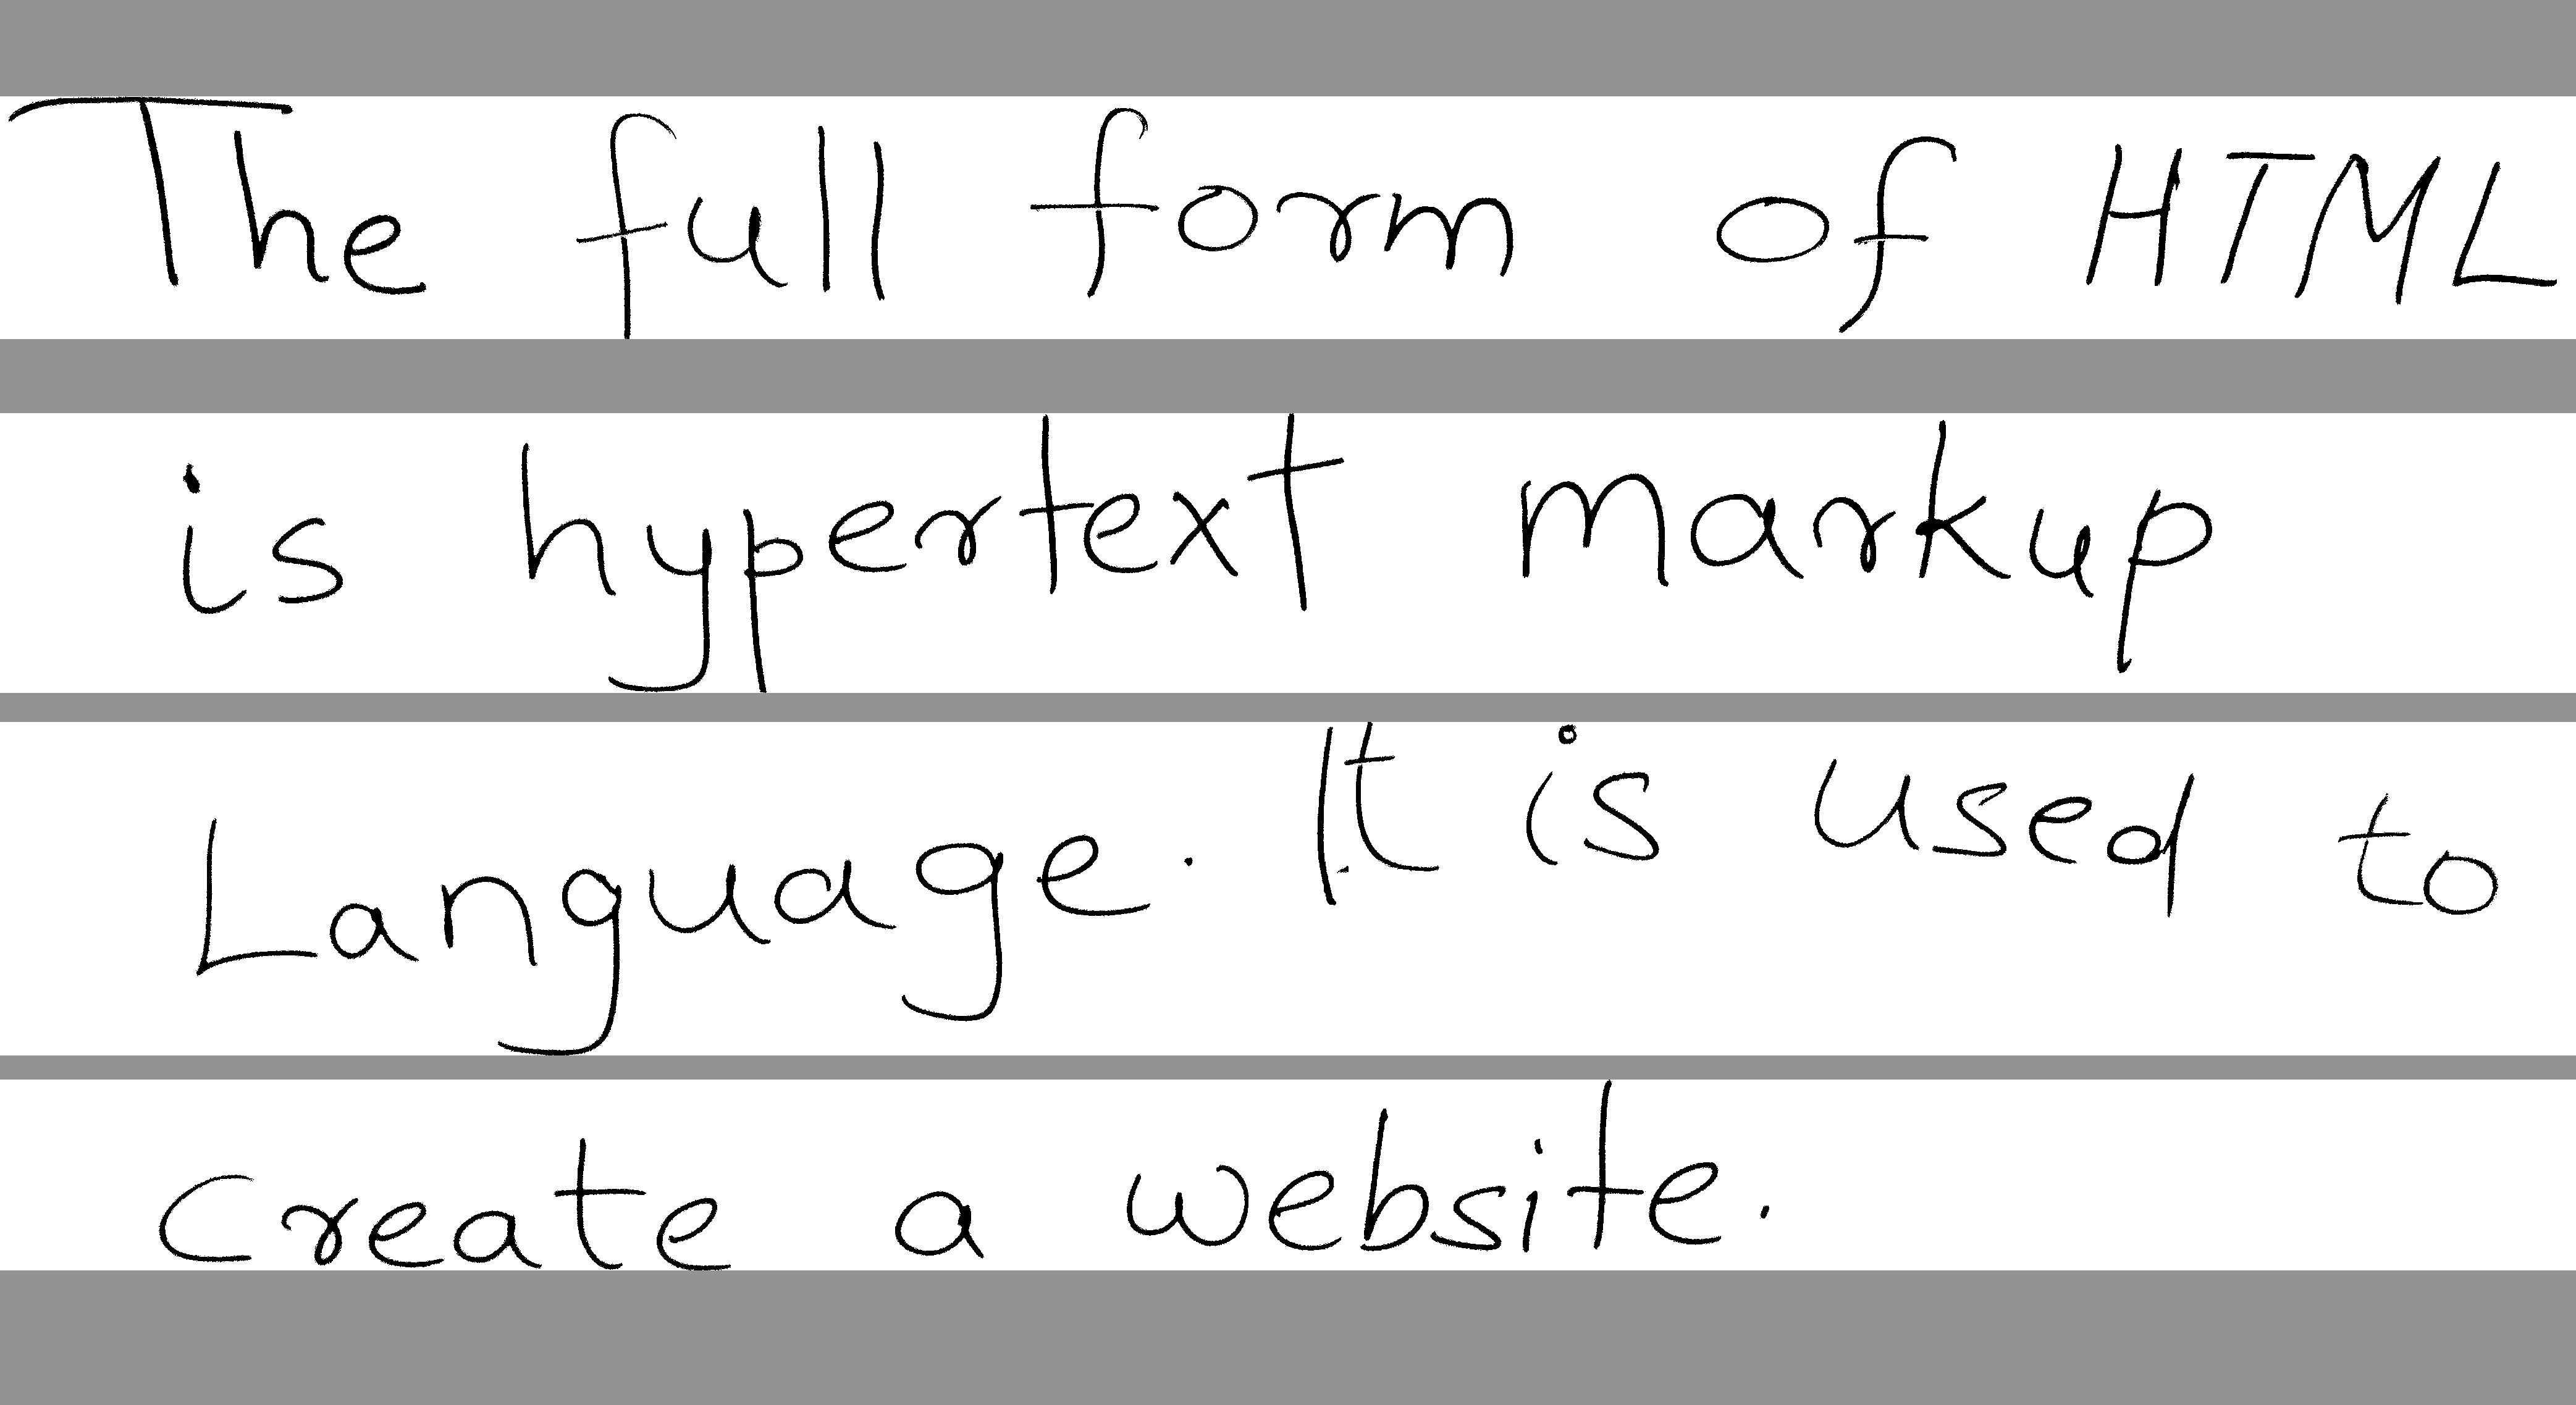 The full form of HTML
is hypertext markup
Language. It is used to
create a website.